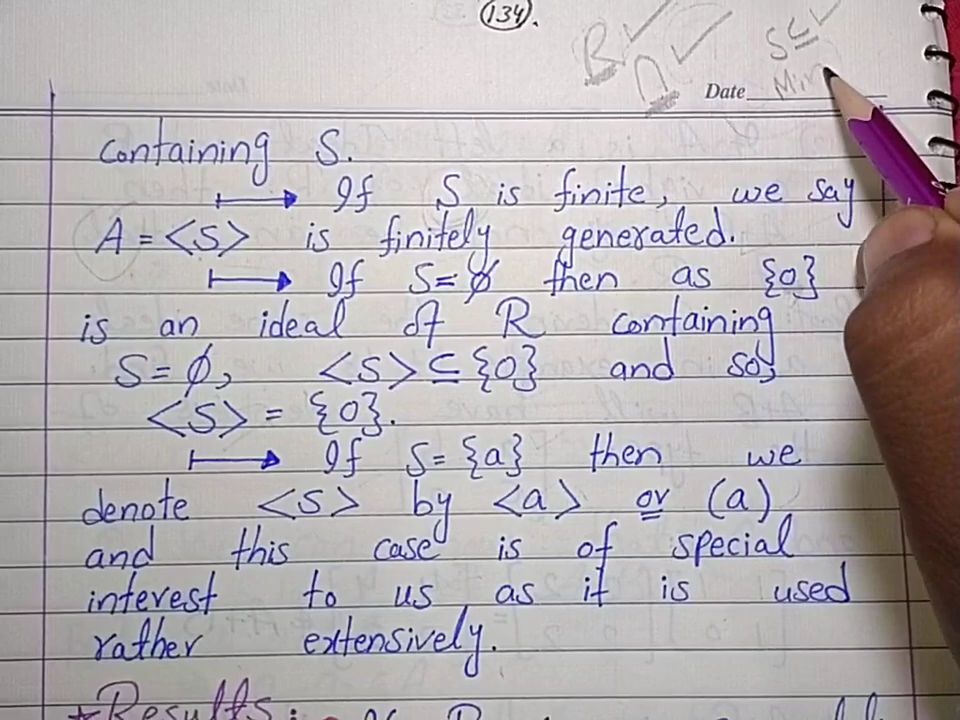 (134).
R
∩
S ⊆
Date
containing S.
⟼ If S is finite, we say
A = <S> is finitely generated.
⟼ If S = ∅ then as {0}
is an ideal of R containing
S = ∅, <S> ⊆ {0} and so,
<S> = {0}.
⟼ If S = {a} then we
denote <S> by <a> or (a)
and this case is of special
interest to us as it is used
rather extensively.
* Results :